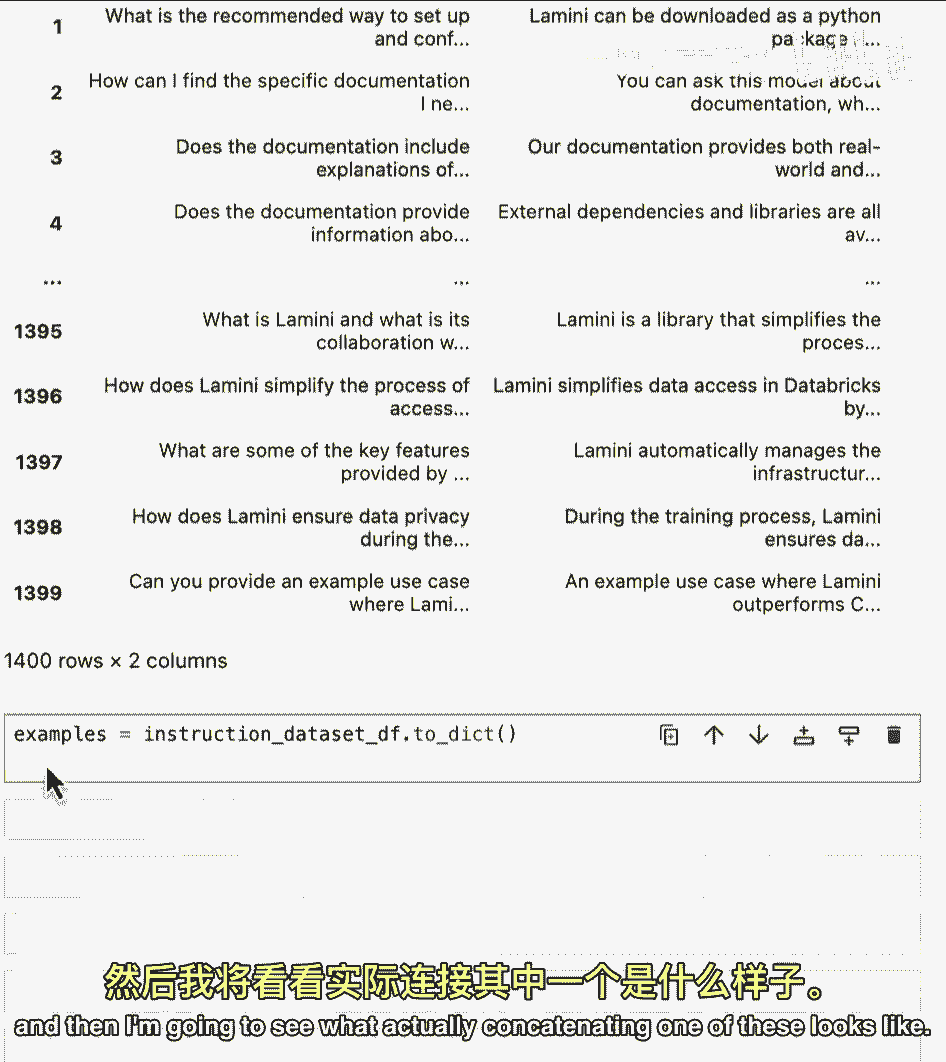 1 What is the recommended way to set up Lamini can be downloaded as a python
and conf... package i...
2 How can I find the specific documentation You can ask this model about
I ne... documentation, wh...
3 Does the documentation include Our documentation provides both real-
explanations of... world and...
4 Does the documentation provide External dependencies and libraries are all
information abo... av...
... ... ...
1395 What is Lamini and what is its Lamini is a library that simplifies the
collaboration w... proces...
1396 How does Lamini simplify the process of Lamini simplifies data access in Databricks
access... by...
1397 What are some of the key features Lamini automatically manages the
provided by ... infrastructur...
1398 How does Lamini ensure data privacy During the training process, Lamini
during the... ensures da...
1399 Can you provide an example use case An example use case where Lamini
where Lami... outperforms C...
1400 rows × 2 columns
examples = instruction_dataset_df.to_dict()
然后我将看看实际连接其中一个是什么样子。
and then I'm going to see what actually concatenating one of these looks like.